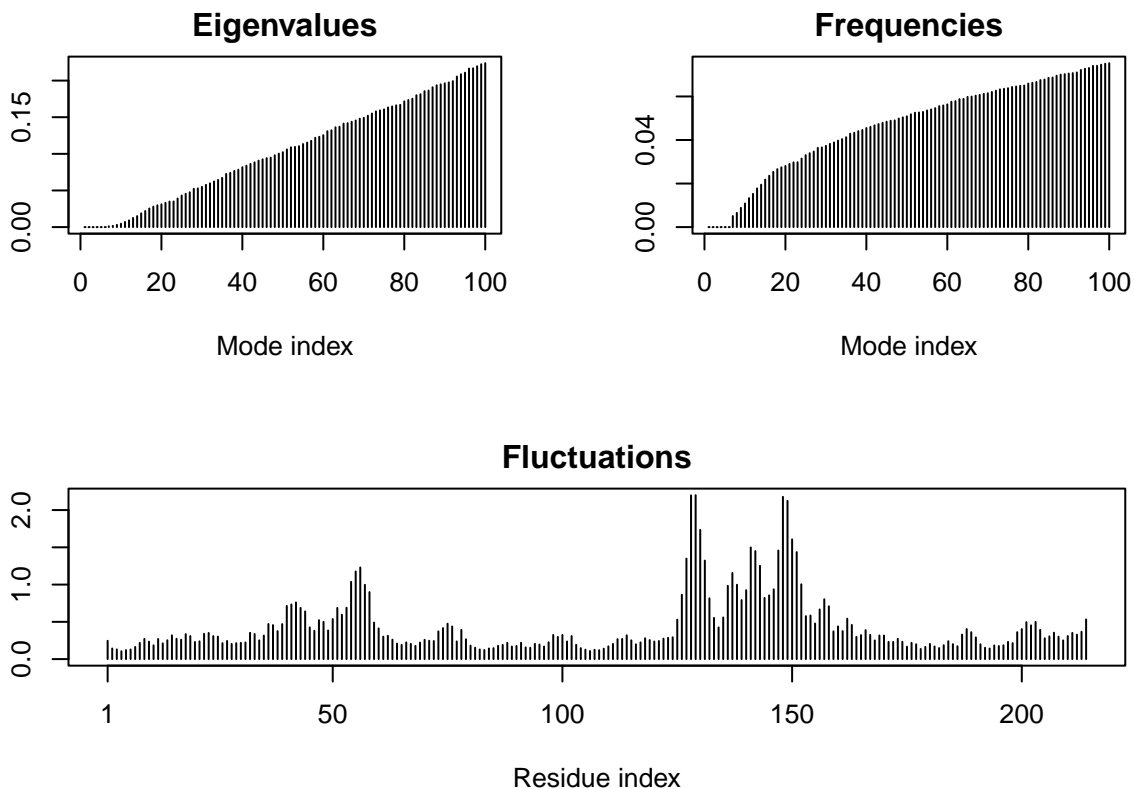 Eigenvalues
0.00
0.15
0 20 40 60 80 100
Mode index
Frequencies
0.00
0.04
0 20 40 60 80 100
Mode index
Fluctuations
0.0
1.0
2.0
1 50 100 150 200
Residue index